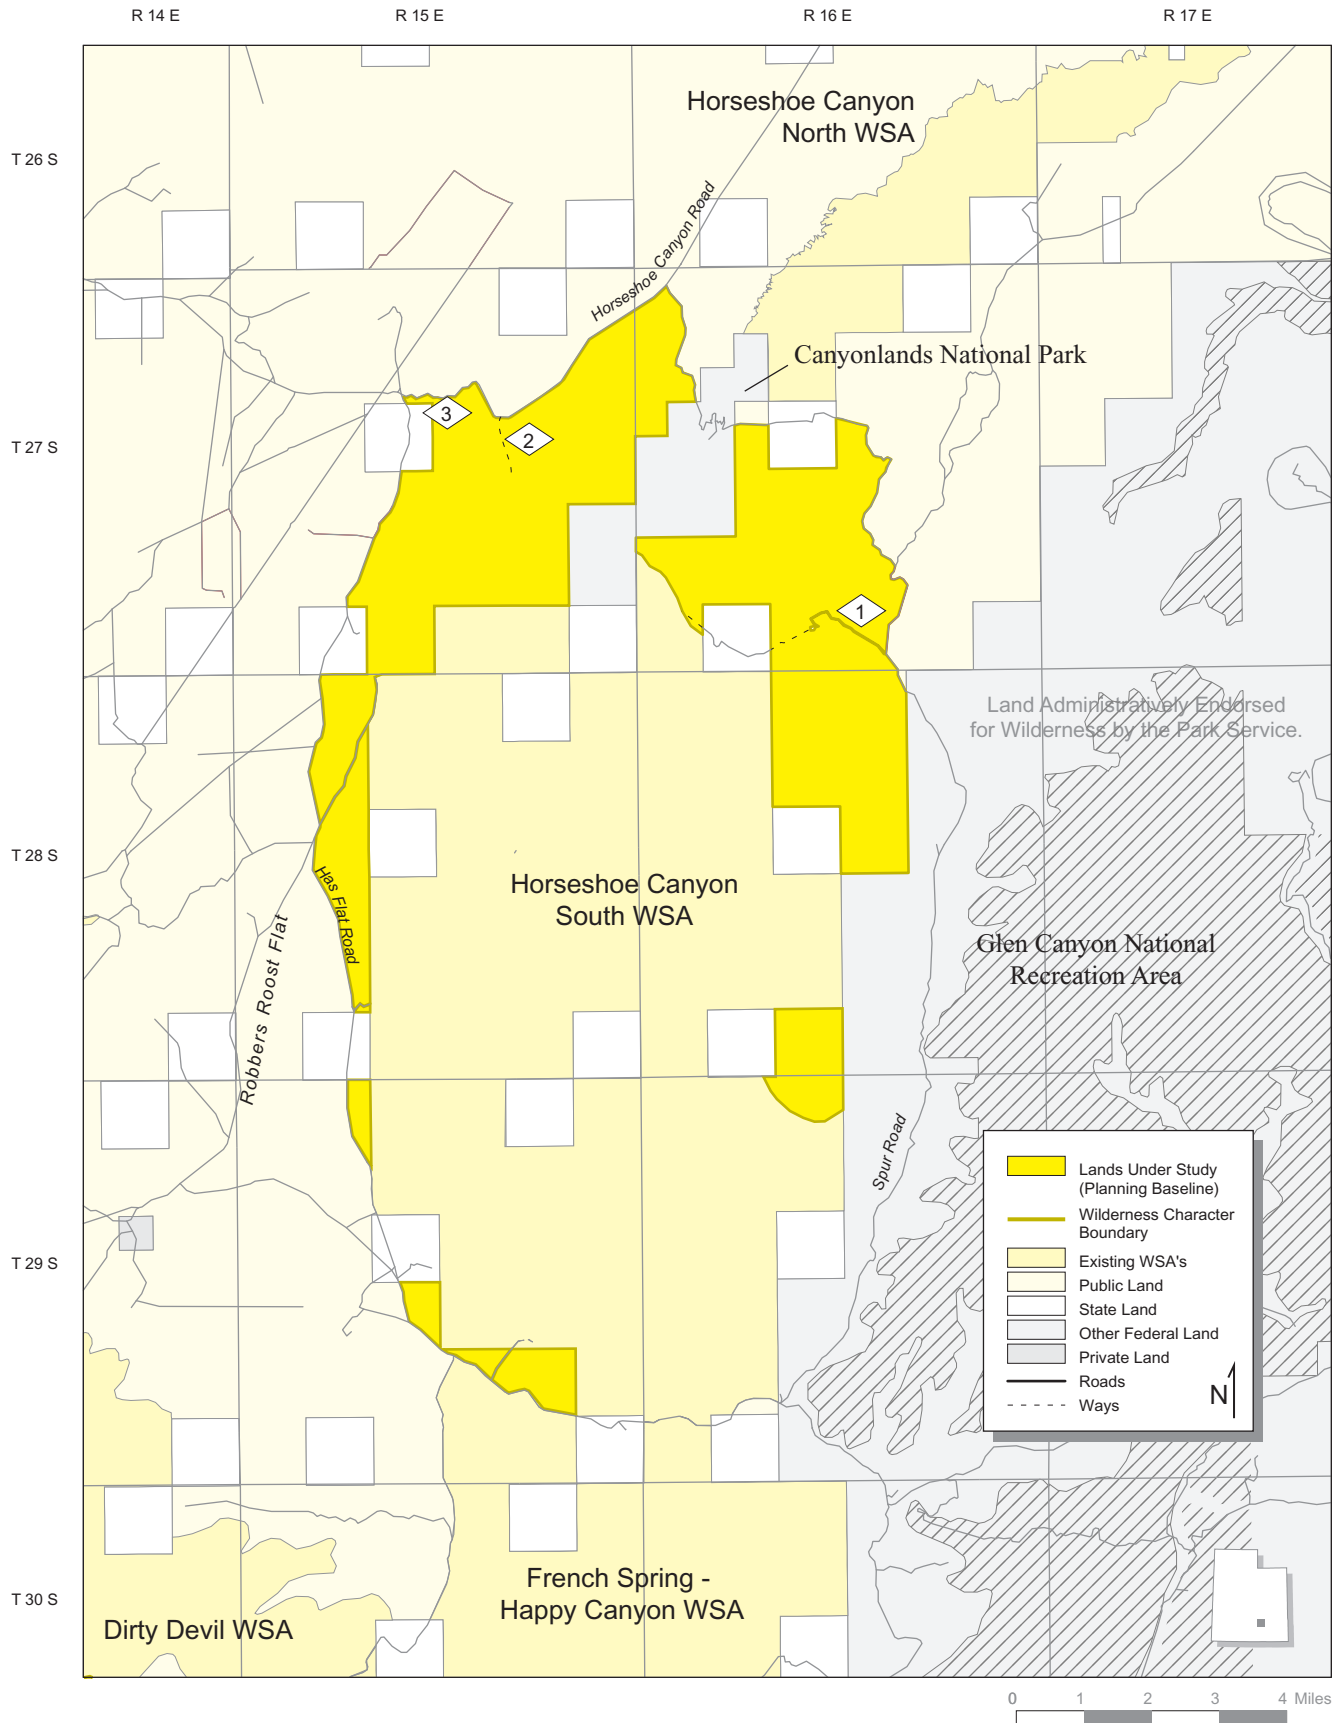 R 14 E
R 15 E
R 16 E
R 17 E
Horseshoe Canyon
North WSA
T 26 S
Horseshoe Canyon Road
Canyonlands National Park
3
2
T 27 S
1
Land Administratively Endorsed
for Wilderness by the Park Service.
T 28 S
Has Flat Road
Horseshoe Canyon
South WSA
Robbers Roost Flat
Glen Canyon National
Recreation Area
Spur Road
Lands Under Study
(Planning Baseline)
Wilderness Character
Boundary
Existing WSA's
Public Land
State Land
Other Federal Land
Private Land
Roads
Ways
N
T 29 S
T 30 S
French Spring -
Happy Canyon WSA
Dirty Devil WSA
0 1 2 3 4 Miles